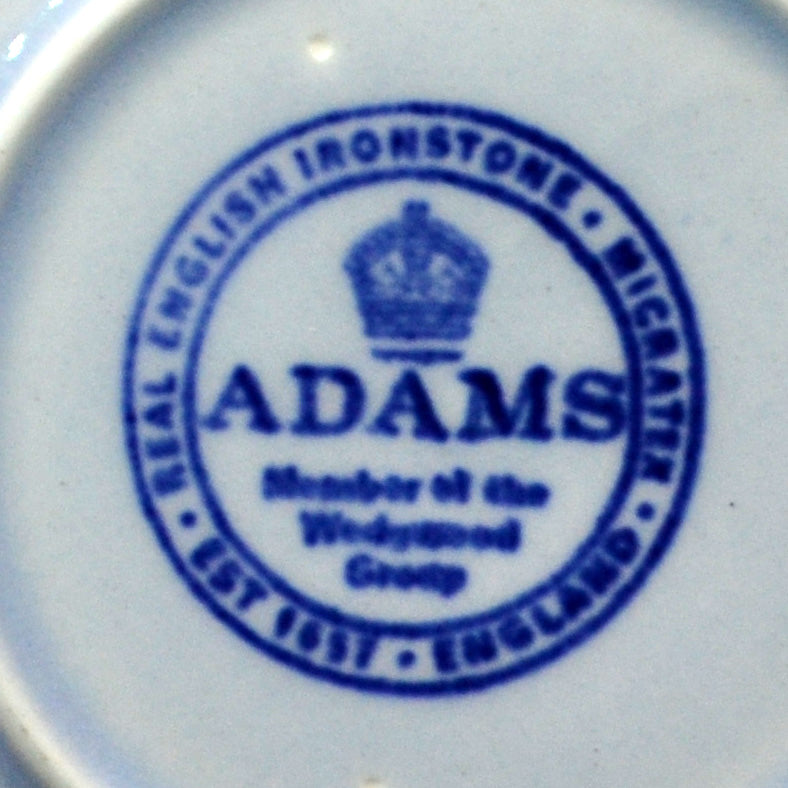 REAL ENGLISH IRONSTONE • MICRATEX • ENGLAND • EST 1657 •
ADAMS
Member of the
Wedgwood
Group